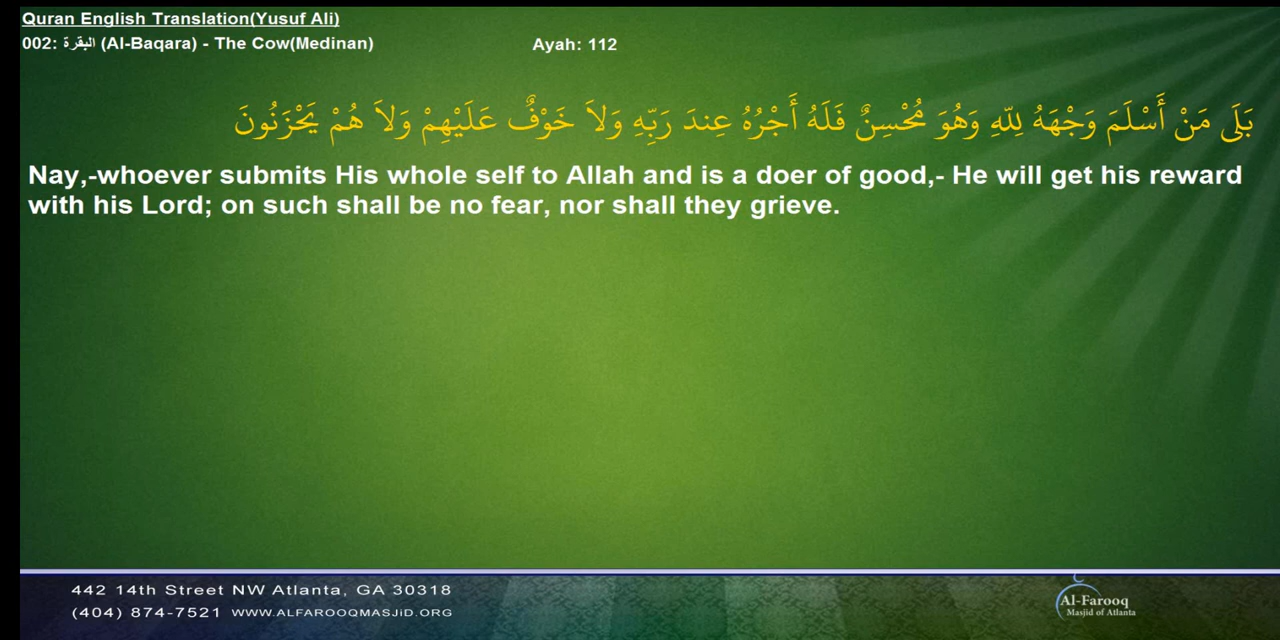 Quran English Translation(Yusuf Ali)
002: البقرة (Al-Baqara) - The Cow(Medinan)
Ayah: 112
بَلَى مَنْ أَسْلَمَ وَجْهَهُ لِلّهِ وَهُوَ مُحْسِنٌ فَلَهُ أَجْرُهُ عِندَ رَبِّهِ وَلاَ خَوْفٌ عَلَيْهِمْ وَلاَ هُمْ يَحْزَنُونَ
Nay,-whoever submits His whole self to Allah and is a doer of good,- He will get his reward
with his Lord; on such shall be no fear, nor shall they grieve.
442 14th Street NW Atlanta, GA 30318
(404) 874-7521 WWW.ALFAROOQMASJiD.ORG
Al-Farooq
Masjid of Atlanta